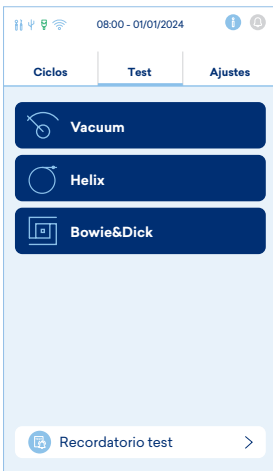 08:00 - 01/01/2024
Ciclos Test Ajustes
Vacuum
Helix
Bowie&Dick
Recordatorio test